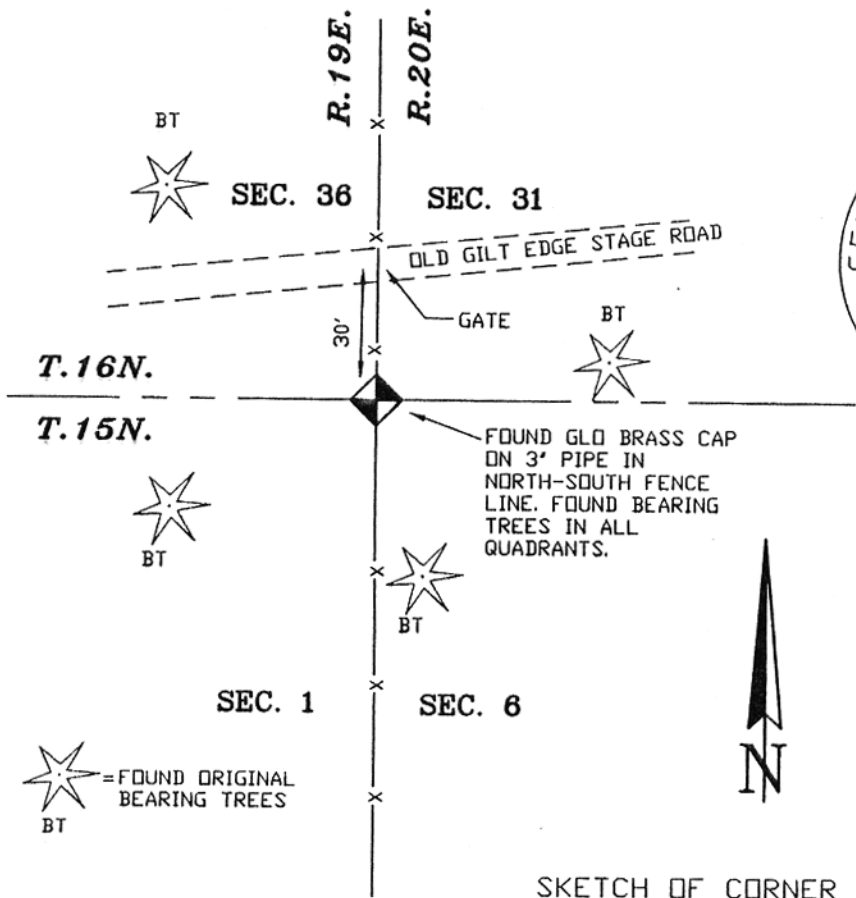 R.19E.
R.20E.
BT
SEC. 36
SEC. 31
OLD GILT EDGE STAGE ROAD
L
U
GATE
BT
30'
T.16N.
T.15N.
FOUND GLO BRASS CAP
ON 3" PIPE IN
NORTH-SOUTH FENCE
LINE. FOUND BEARING
TREES IN ALL
QUADRANTS.
BT
BT
SEC. 1
SEC. 6
=FOUND ORIGINAL
BEARING TREES
BT
N
SKETCH OF CORNER